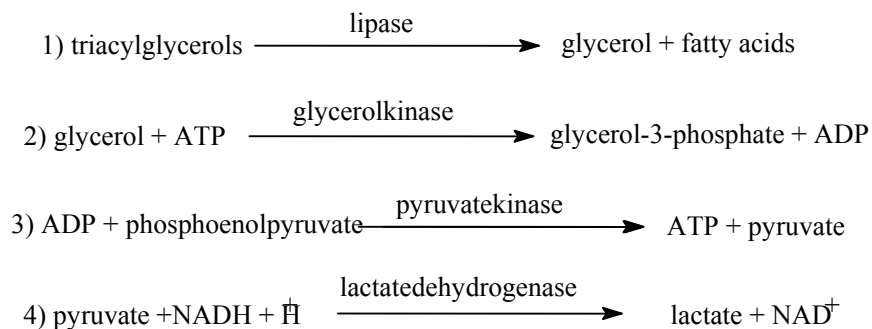 lipase
1) triacylglycerols glycerol + fatty acids
glycerolkinase
2) glycerol + ATP glycerol-3-phosphate + ADP
pyruvatekinase
3) ADP + phosphoenolpyruvate ATP + pyruvate
lactatedehydrogenase
4) pyruvate +NADH + H+ lactate + NAD+